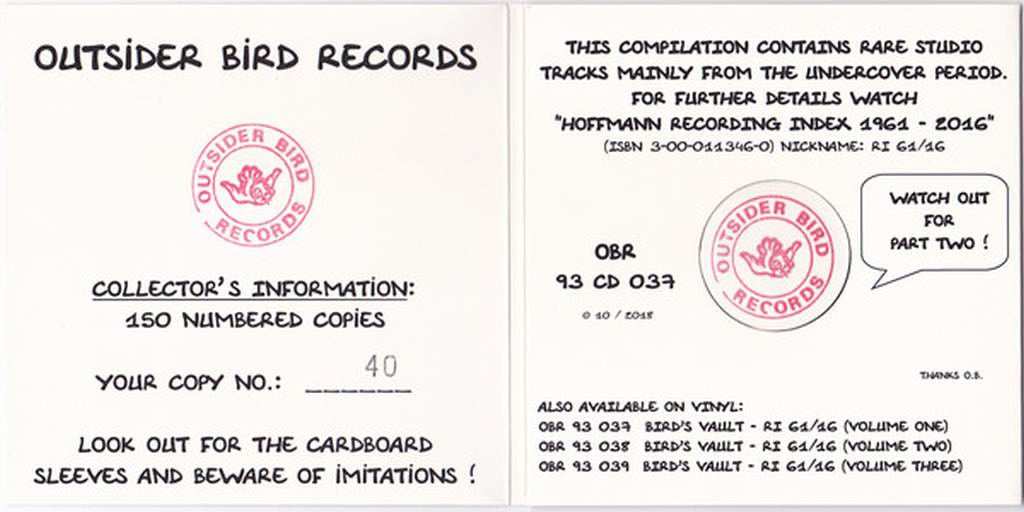 OUTSiDER BiRD RECORDS
OUTSIDER BIRD RECORDS
COLLECTOR'S INFORMATiON:
150 NUMBERED COPiES
YOUR COPY NO.: 40
LOOK OUT FOR THE CARDBOARD
SLEEVES AND BEWARE OF iMiTATiONS !
THIS COMPILATION CONTAINS RARE STUDIO
TRACKS MAINLY FROM THE UNDERCOVER PERIOD.
FOR FURTHER DETAILS WATCH
"HOFFMANN RECORDING INDEX 1961 - 2016"
(ISBN 3-00-011346-0) NICKNAME: RI 61/16
WATCH OUT
FOR
PART TWO !
OUTSIDER BIRD RECORDS
OBR
93 CD 037
© 10 / 2018
THANKS O.B.
ALSO AVAILABLE ON VINYL:
OBR 93 037 BIRD'S VAULT - RI 61/16 (VOLUME ONE)
OBR 93 038 BIRD'S VAULT - RI 61/16 (VOLUME TWO)
OBR 93 039 BIRD'S VAULT - RI 61/16 (VOLUME THREE)